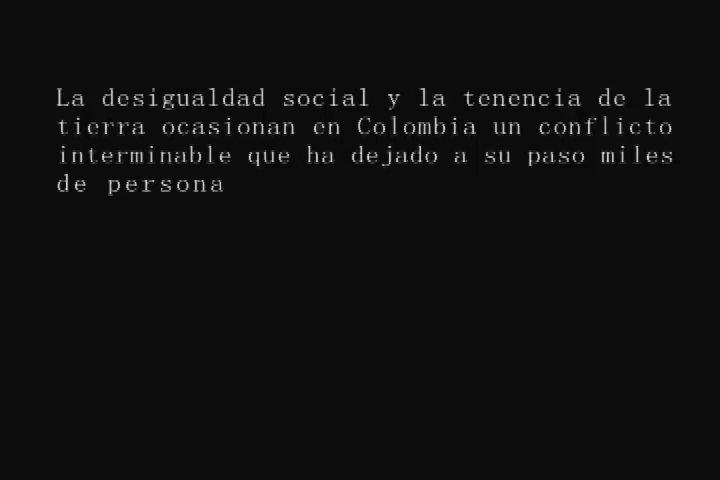 La desigualdad social y la tenencia de la
tierra ocasionan en Colombia un conflicto
interminable que ha dejado a su paso miles
de persona